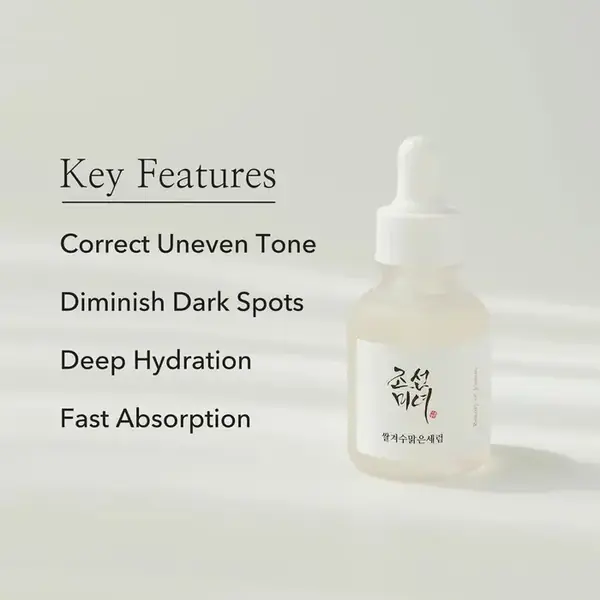 Key Features
Correct Uneven Tone
Diminish Dark Spots
Deep Hydration
Fast Absorption
조선
미녀
쌀겨수맑은세럼